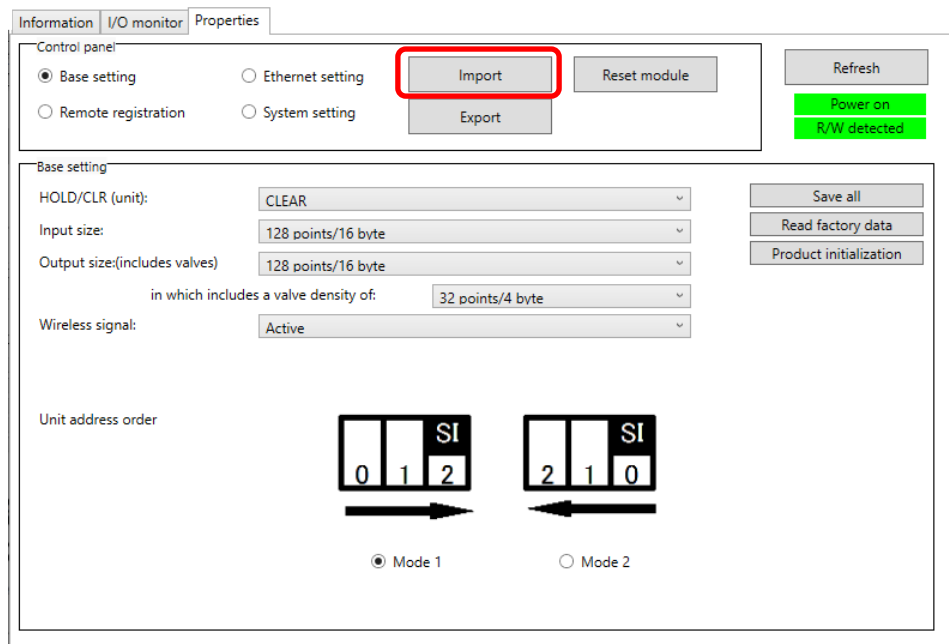 Information I/O monitor Properties
Control panel
Base setting Ethernet setting Import Reset module Refresh
Remote registration System setting Export Power on
R/W detected
Base setting
HOLD/CLR (unit): CLEAR Save all
Input size: 128 points/16 byte Read factory data
Output size:(includes valves) 128 points/16 byte Product initialization
in which includes a valve density of: 32 points/4 byte
Wireless signal: Active
Unit address order
SI SI
0 1 2 2 1 0
Mode 1 Mode 2